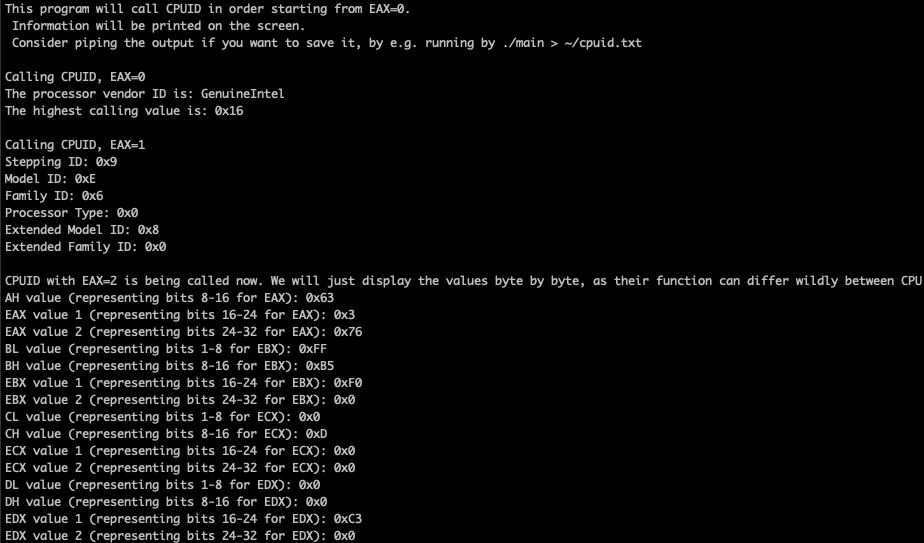 This program will call CPUID in order starting from EAX=0.
Information will be printed on the screen.
Consider piping the output if you want to save it, by e.g. running by ./main > ~/cpuid.txt
Calling CPUID, EAX=0
The processor vendor ID is: GenuineIntel
The highest calling value is: 0x16
Calling CPUID, EAX=1
Stepping ID: 0x9
Model ID: 0xE
Family ID: 0x6
Processor Type: 0x0
Extended Model ID: 0x8
Extended Family ID: 0x0
CPUID with EAX=2 is being called now. We will just display the values byte by byte, as their function can differ wildly between CPU
AH value (representing bits 8-16 for EAX): 0x63
EAX value 1 (representing bits 16-24 for EAX): 0x3
EAX value 2 (representing bits 24-32 for EAX): 0x76
BL value (representing bits 1-8 for EBX): 0xFF
BH value (representing bits 8-16 for EBX): 0xB5
EBX value 1 (representing bits 16-24 for EBX): 0xF0
EBX value 2 (representing bits 24-32 for EBX): 0x0
CL value (representing bits 1-8 for ECX): 0x0
CH value (representing bits 8-16 for ECX): 0xD
ECX value 1 (representing bits 16-24 for ECX): 0x0
ECX value 2 (representing bits 24-32 for ECX): 0x0
DL value (representing bits 1-8 for EDX): 0x0
DH value (representing bits 8-16 for EDX): 0x0
EDX value 1 (representing bits 16-24 for EDX): 0xC3
EDX value 2 (representing bits 24-32 for EDX): 0x0